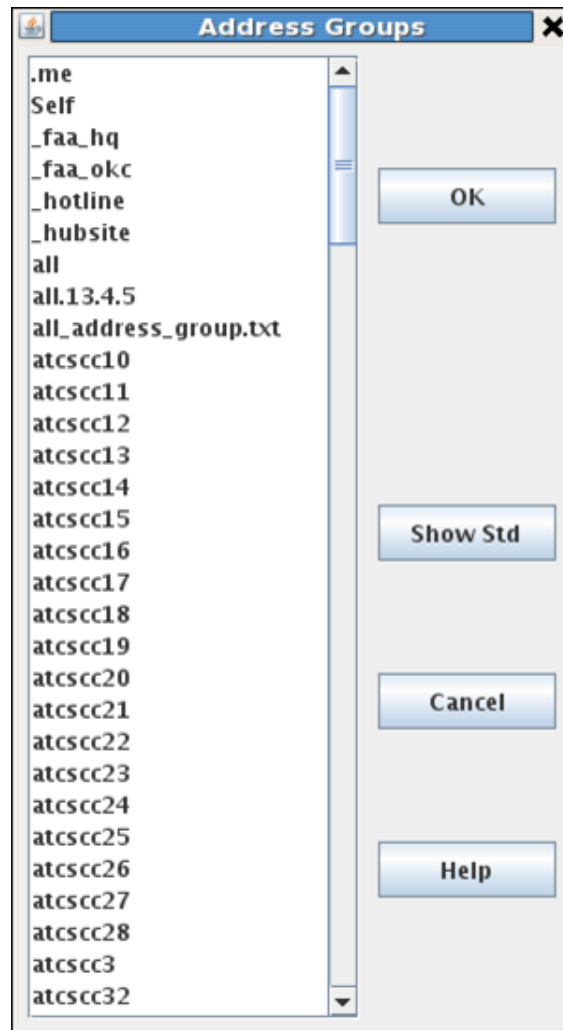 Address Groups
.me
Self
_faa_hq
_faa_okc
_hotline
_hubsite
all
all.13.4.5
all_address_group.txt
atcscc10
atcscc11
atcscc12
atcscc13
atcscc14
atcscc15
atcscc16
atcscc17
atcscc18
atcscc19
atcscc20
atcscc21
atcscc22
atcscc23
atcscc24
atcscc25
atcscc26
atcscc27
atcscc28
atcscc3
atcscc32
OK
Show Std
Cancel
Help